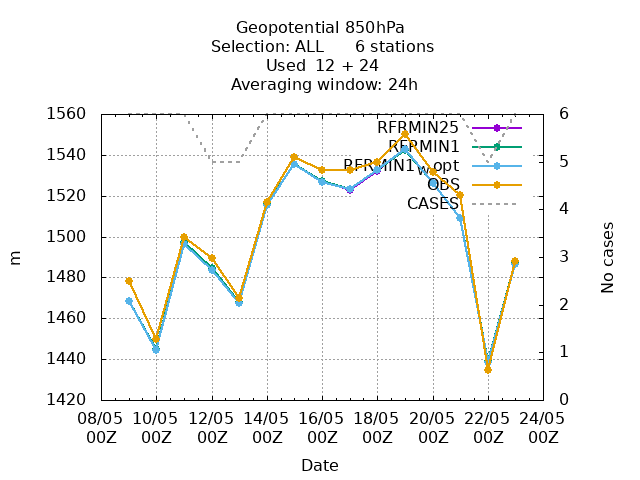 Geopotential 850hPa
Selection: ALL 6 stations
Used 12 + 24
Averaging window: 24h
1560
1540
1520
1500
1480
1460
1440
1420
m
6
5
4
3
2
1
0
No cases
RFRMIN25
RFRMIN1
RFRMIN1w opt
OBS
CASES
08/05 10/05 12/05 14/05 16/05 18/05 20/05 22/05 24/05
00Z 00Z 00Z 00Z 00Z 00Z 00Z 00Z 00Z
Date